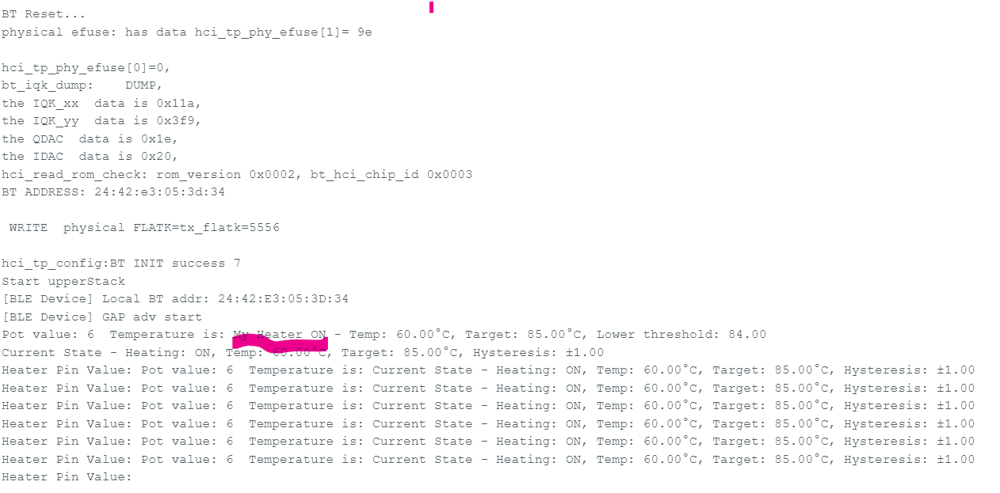 BT Reset...
physical efuse: has data hci_tp_phy_efuse[1]= 9e
hci_tp_phy_efuse[0]=0,
bt_iqk_dump:    DUMP,
the IQK_xx  data is 0x11a,
the IQK_yy  data is 0x3f9,
the QDAC  data is 0x1e,
the IDAC  data is 0x20,
hci_read_rom_check: rom_version 0x0002, bt_hci_chip_id 0x0003
BT ADDRESS: 24:42:e3:05:3d:34
WRITE  physical FLATK=tx_flatk=5556
hci_tp_config:BT INIT success 7
Start upperStack
[BLE Device] Local BT addr: 24:42:E3:05:3D:34
[BLE Device] GAP adv start
Pot value: 6  Temperature is: My Heater ON - Temp: 60.00°C, Target: 85.00°C, Lower threshold: 84.00
Current State - Heating: ON, Temp: 60.00°C, Target: 85.00°C, Hysteresis: ±1.00
Heater Pin Value: Pot value: 6  Temperature is: Current State - Heating: ON, Temp: 60.00°C, Target: 85.00°C, Hysteresis: ±1.00
Heater Pin Value: Pot value: 6  Temperature is: Current State - Heating: ON, Temp: 60.00°C, Target: 85.00°C, Hysteresis: ±1.00
Heater Pin Value: Pot value: 6  Temperature is: Current State - Heating: ON, Temp: 60.00°C, Target: 85.00°C, Hysteresis: ±1.00
Heater Pin Value: Pot value: 6  Temperature is: Current State - Heating: ON, Temp: 60.00°C, Target: 85.00°C, Hysteresis: ±1.00
Heater Pin Value: Pot value: 6  Temperature is: Current State - Heating: ON, Temp: 60.00°C, Target: 85.00°C, Hysteresis: ±1.00
Heater Pin Value: Pot value: 6  Temperature is: Current State - Heating: ON, Temp: 60.00°C, Target: 85.00°C, Hysteresis: ±1.00
Heater Pin Value: